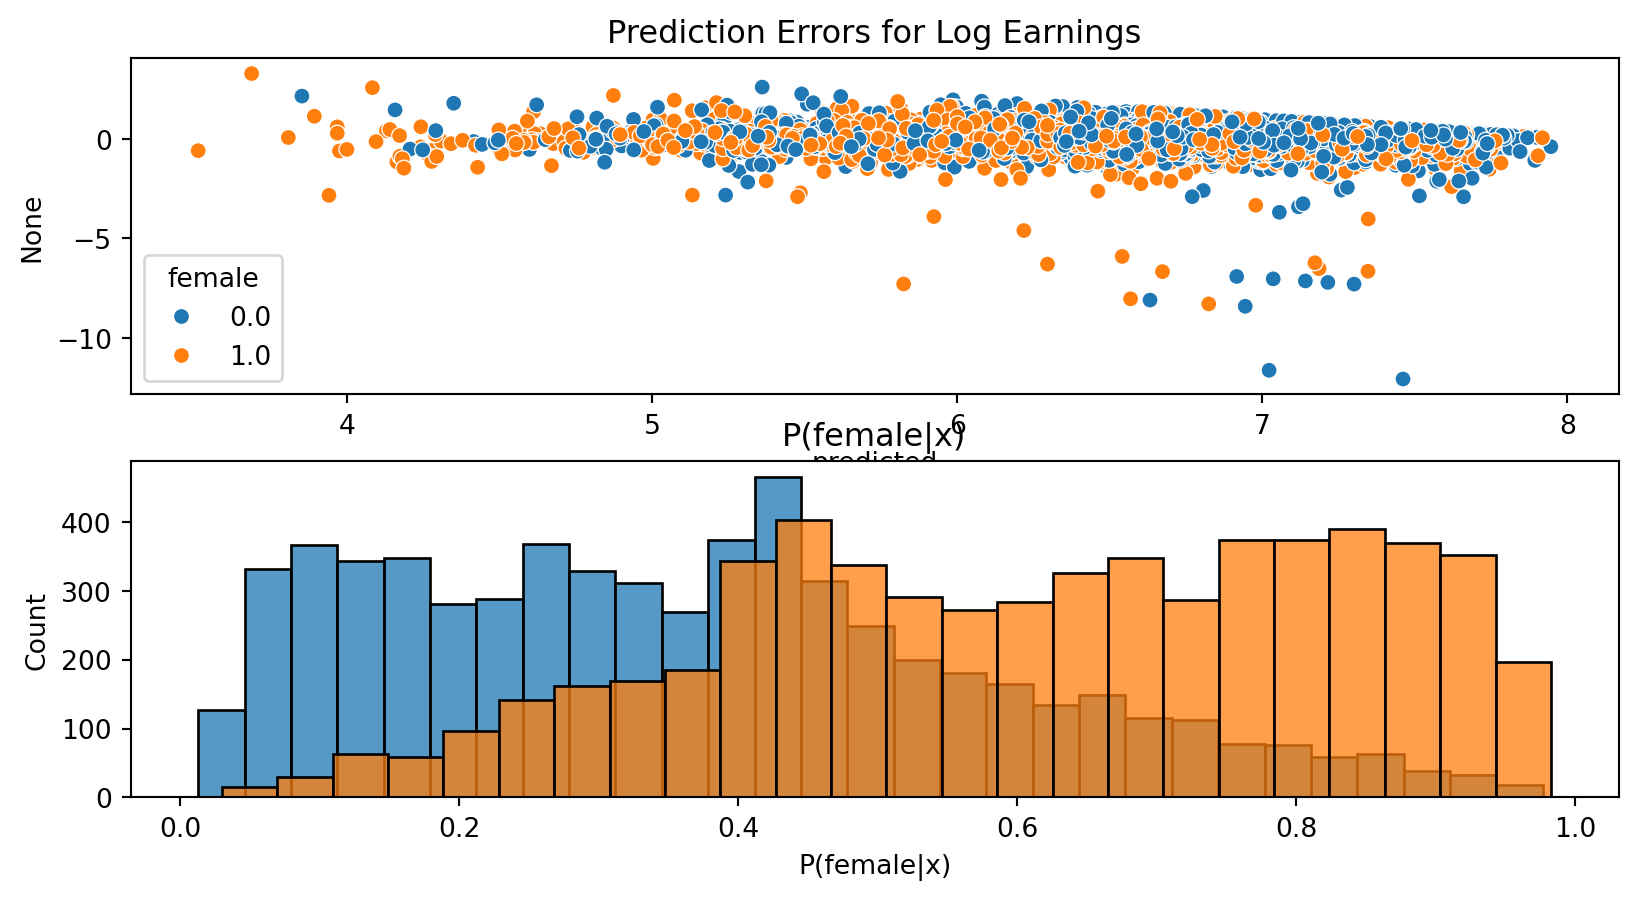 Prediction Errors for Log Earnings
0
−5
−10
None
female
0.0
1.0
4 5 6 7 8
predicted
P(female|x)
400
300
200
100
0
Count
0.0 0.2 0.4 0.6 0.8 1.0
P(female|x)